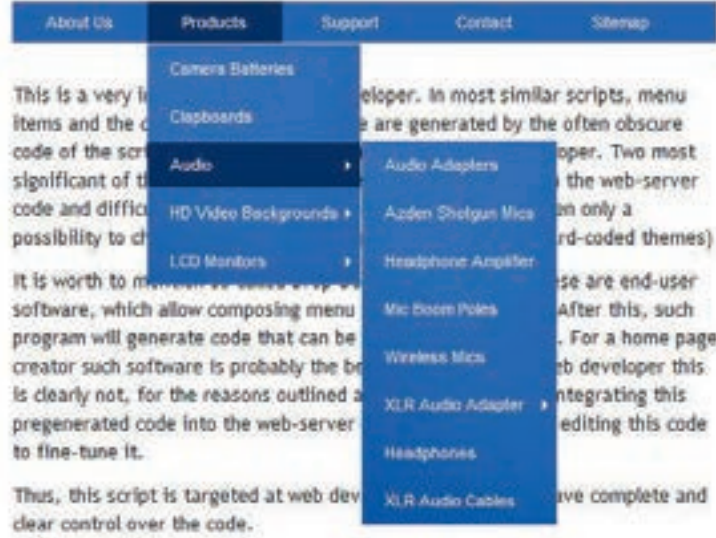 About Us Products Support Contact Sitemap
Camera Batteries
Clapboards
Audio
HD Video Backgrounds
LCD Monitors
Audio Adapters
Azden Shotgun Mics
Headphone Amplifier
Mic Boom Poles
Wireless Mics
XLR Audio Adapter
Headphones
XLR Audio Cables
This is a very eloper. In most similar scripts, menu
items and the e are generated by the often obscure
code of the oper. Two most
significant of the web-server
code and en only a
possibility to rd-coded themes)
It is worth to ese are end-user
software, which allow composing menu After this, such
program will generate code that can be . For a home page
creator such software is probably the eb developer this
is clearly not, for the reasons outlined ntegrating this
pregenerated code into the web-server editing this code
to fine-tune it.
Thus, this script is targeted at web dev ave complete and
clear control over the code.